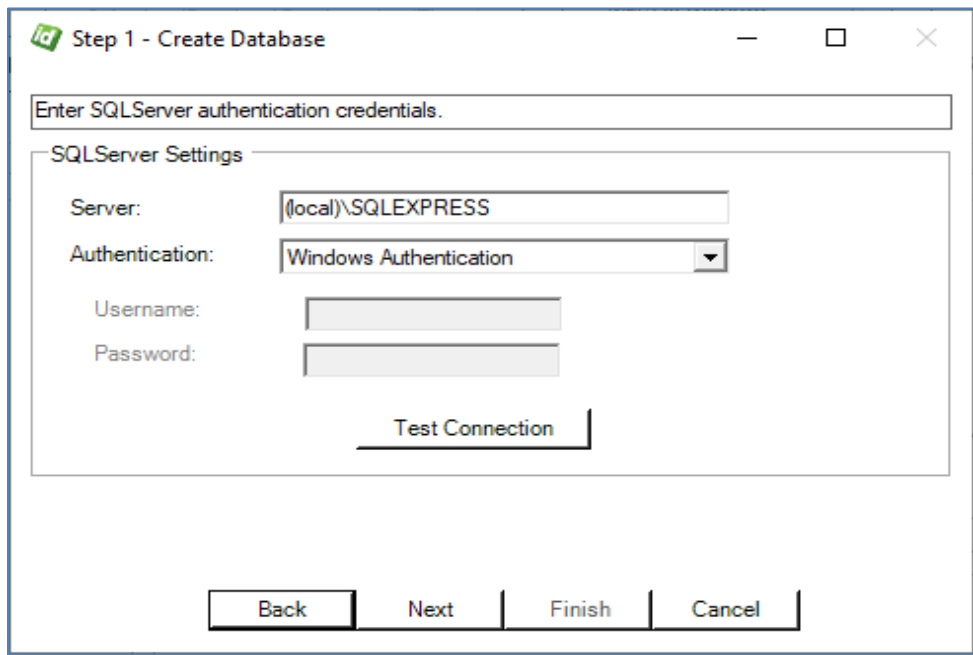 id Step 1 - Create Database
Enter SQLServer authentication credentials.
SQLServer Settings
Server: (local)\SQLEXPRESS
Authentication: Windows Authentication
Username:
Password:
Test Connection
Back Next Finish Cancel